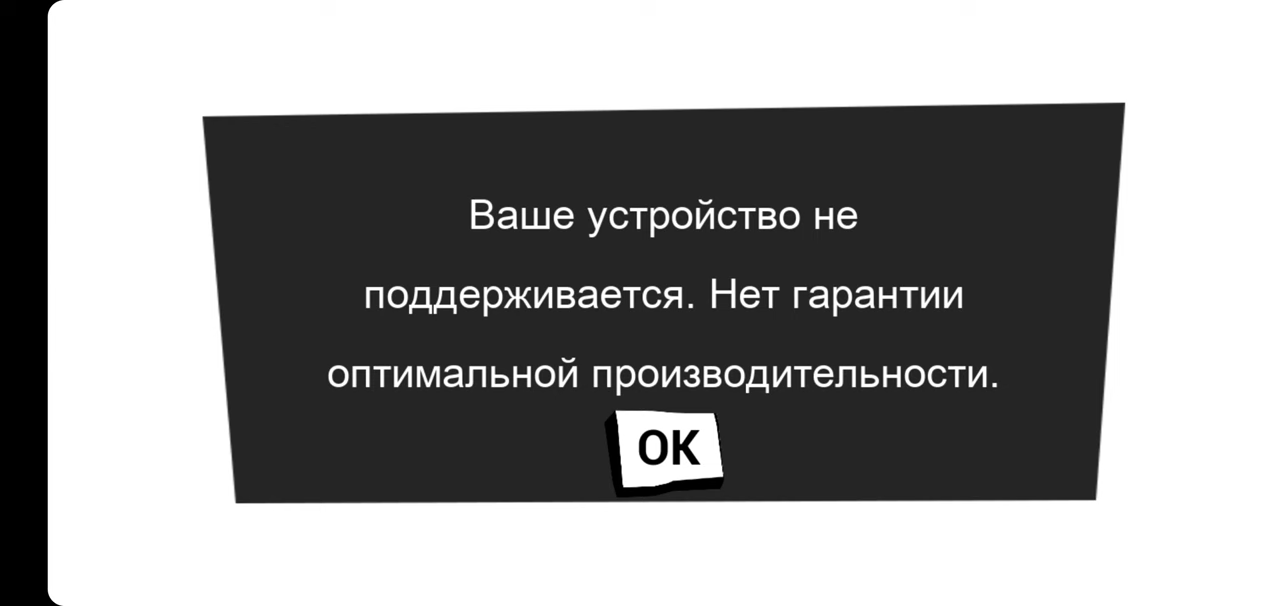 Ваше устройство не
поддерживается. Нет гарантии
оптимальной производительности.
OK